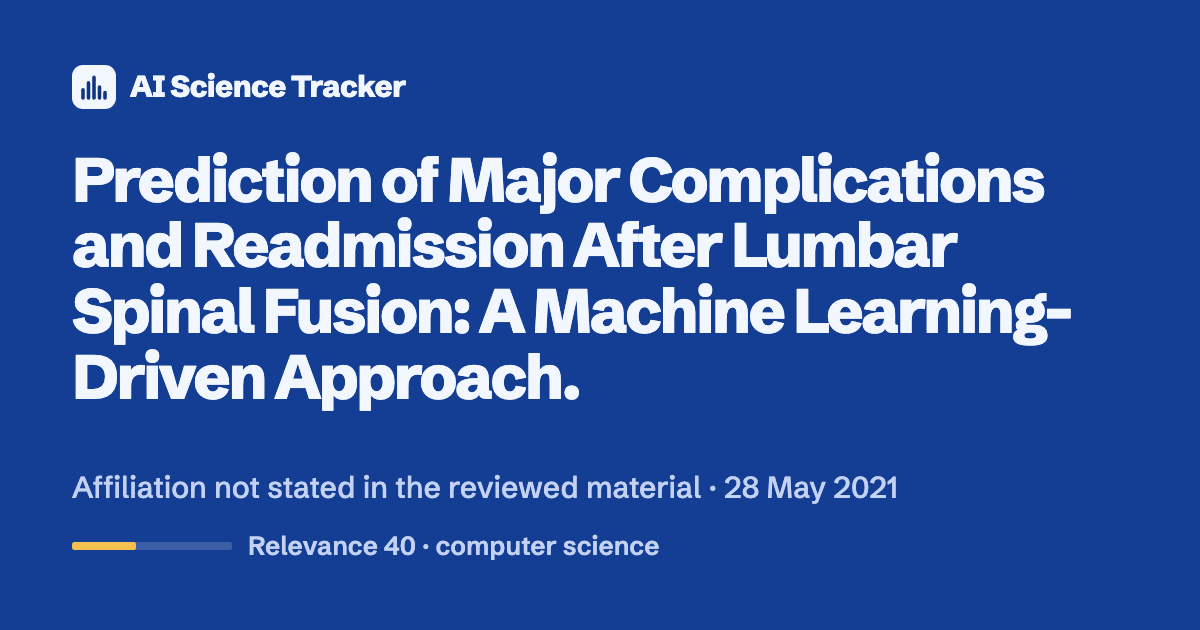 AI Science Tracker
Prediction of Major Complications
and Readmission After Lumbar
Spinal Fusion: A Machine Learning-
Driven Approach.
Affiliation not stated in the reviewed material · 28 May 2021
Relevance 40 · computer science